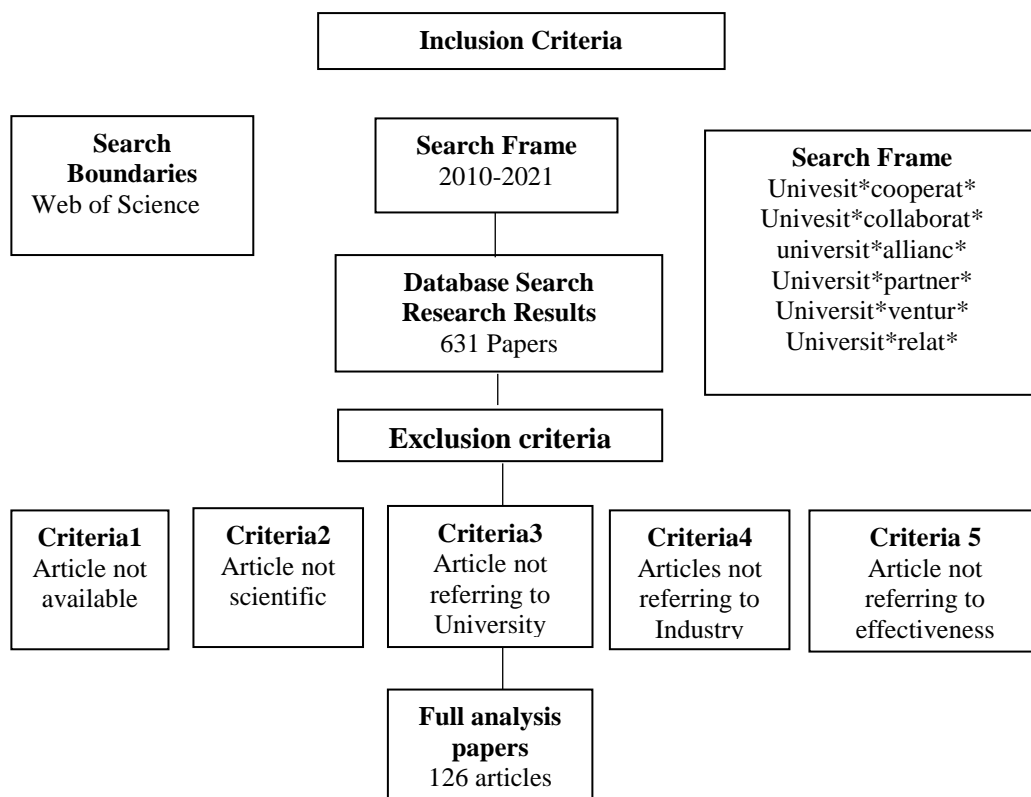 Inclusion Criteria
Search
Boundaries
Web of Science
Search Frame
2010-2021
Search Frame
Univesit*cooperat*
Univesit*collaborat*
universit*allianc*
Universit*partner*
Universit*ventur*
Universit*relat*
Database Search
Research Results
631 Papers
Exclusion criteria
Criteria1
Article not
available
Criteria2
Article not
scientific
Criteria3
Article not
referring to
University
Criteria4
Articles not
referring to
Industry
Criteria 5
Article not
referring to
effectiveness
Full analysis
papers
126 articles